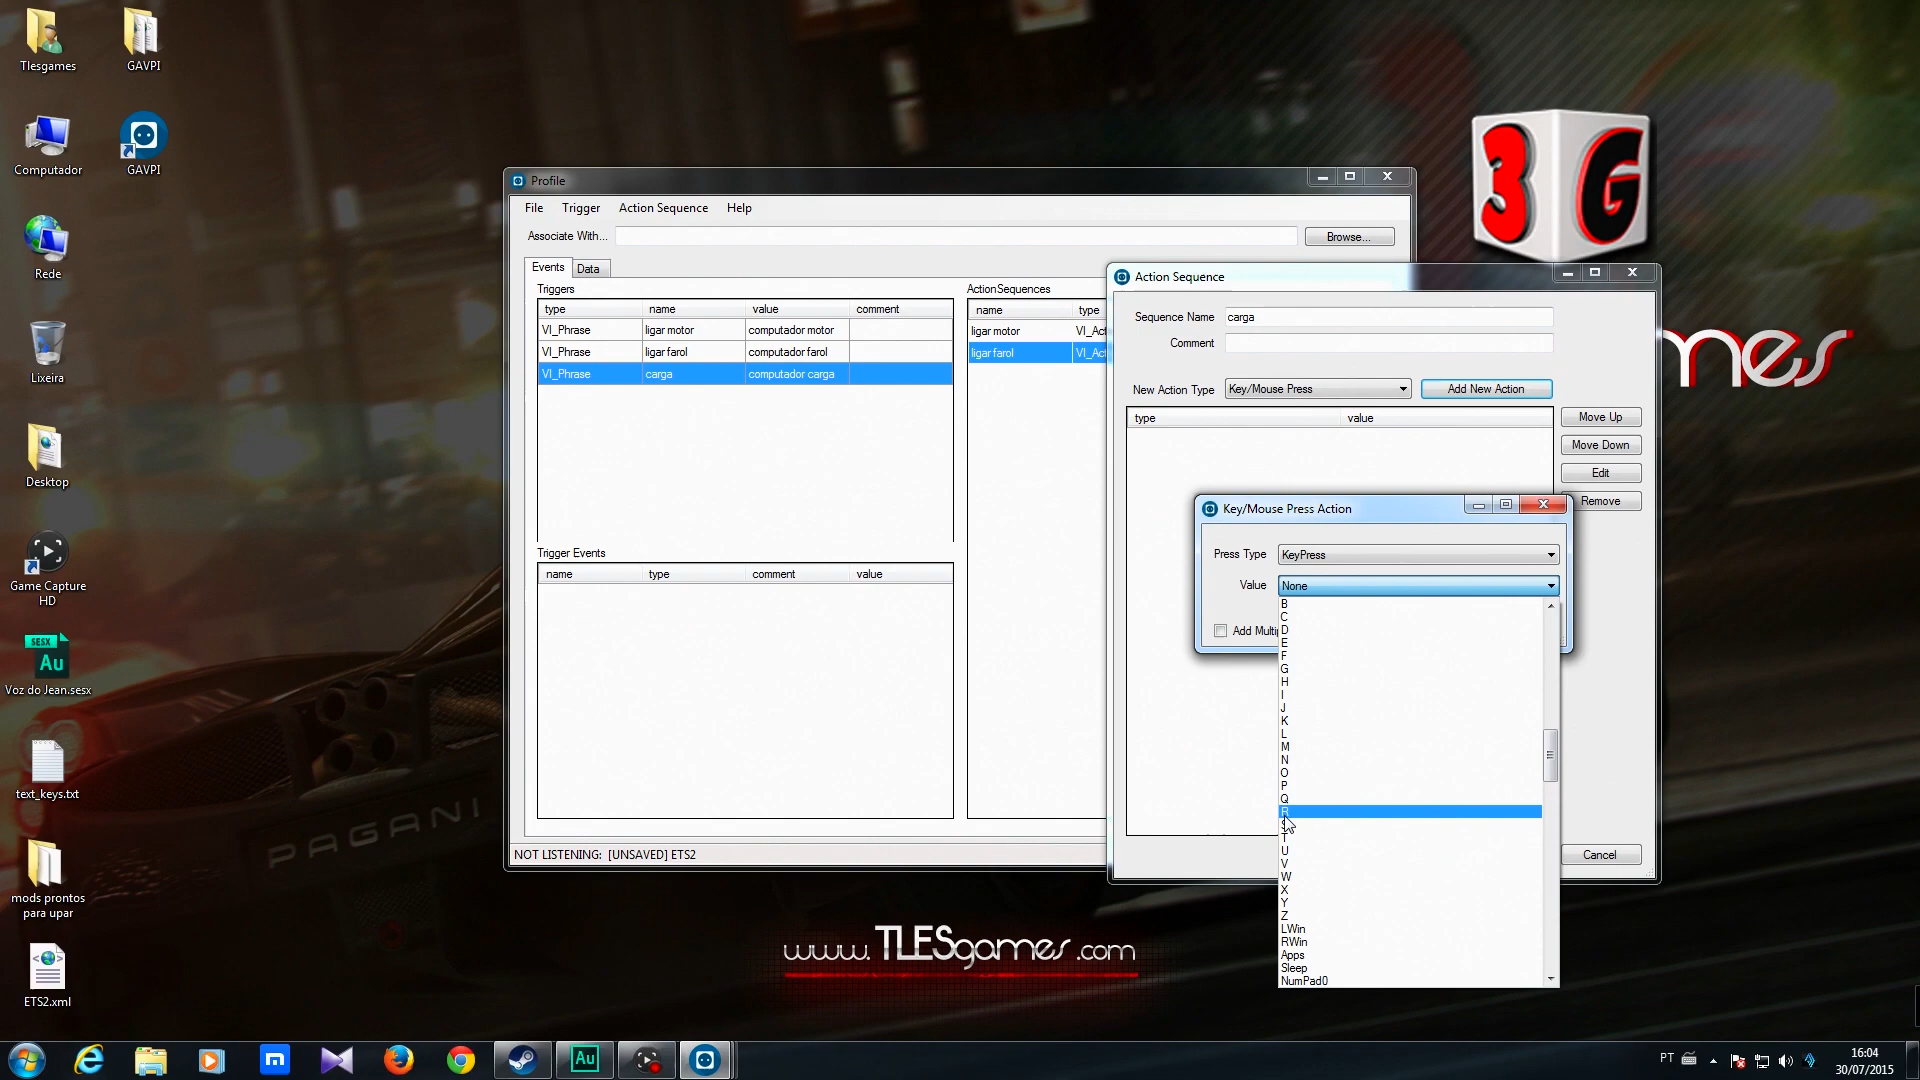 Tlesgames
GAVPI
Computador
GAVPI
Rede
Lixeira
Desktop
Game Capture
HD
SESX
Au
Voz do Jean.sesx
text_keys.txt
mods prontos
para upar
ETS2.xml
PAGANI
3G
mes
www.TLESgames.com
Profile
File Trigger Action Sequence Help
Associate With... Browse...
Events Data
Triggers
type name value comment
VI_Phrase ligar motor computador motor
VI_Phrase ligar farol computador farol
VI_Phrase carga computador carga
Trigger Events
name type comment value
ActionSequences
name type
ligar motor VI_Act
ligar farol VI_Act
NOT LISTENING: [UNSAVED] ETS2
Action Sequence
Sequence Name carga
Comment
New Action Type Key/Mouse Press Add New Action
type value
Move Up
Move Down
Edit
Remove
Cancel
Key/Mouse Press Action
Press Type KeyPress
Value None
Add Multip
B
C
D
E
F
G
H
I
J
K
L
M
N
O
P
Q
R
S
T
U
V
W
X
Y
Z
LWin
RWin
Apps
Sleep
NumPad0
Au
PT
16:04
30/07/2015